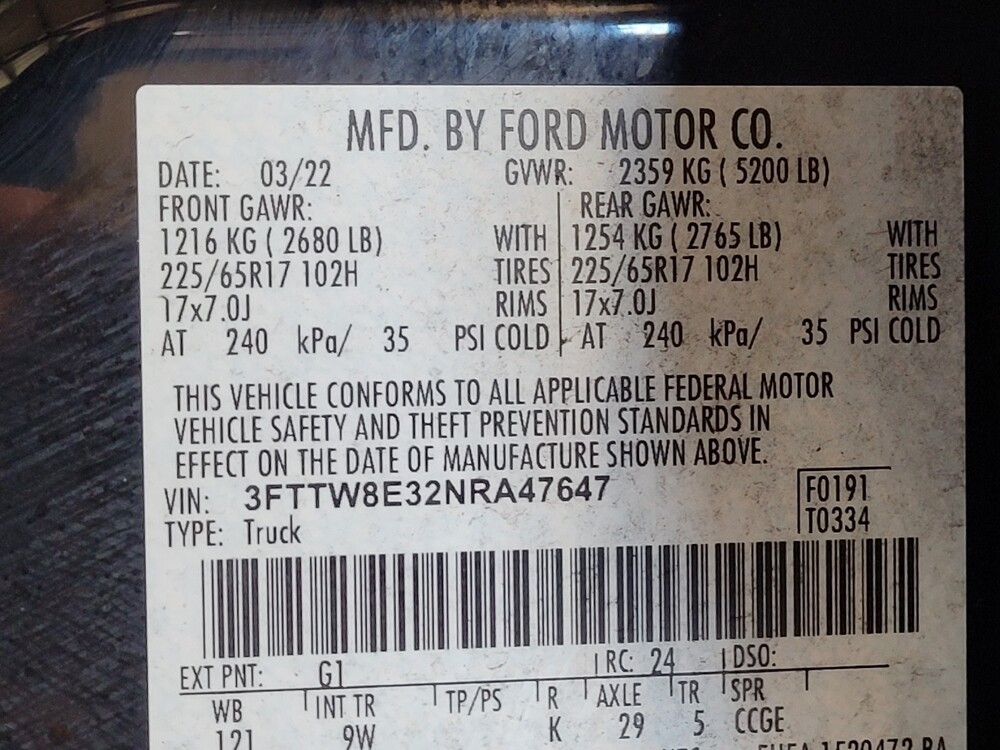 MFD. BY FORD MOTOR CO.
DATE: 03/22 GVWR: 2359 KG ( 5200 LB)
FRONT GAWR: REAR GAWR:
1216 KG ( 2680 LB) WITH 1254 KG ( 2765 LB) WITH
225/65R17 102H TIRES 225/65R17 102H TIRES
17x7.0J RIMS 17x7.0J RIMS
AT 240 kPa/ 35 PSI COLD AT 240 kPa/ 35 PSI COLD
THIS VEHICLE CONFORMS TO ALL APPLICABLE FEDERAL MOTOR
VEHICLE SAFETY AND THEFT PREVENTION STANDARDS IN
EFFECT ON THE DATE OF MANUFACTURE SHOWN ABOVE.
VIN: 3FTTW8E32NRA47647 F0191
TYPE: Truck T0334
EXT PNT: G1 RC: 24 DSO:
WB INT TR TP/PS R AXLE TR SPR
121 9W K 29 5 CCGE